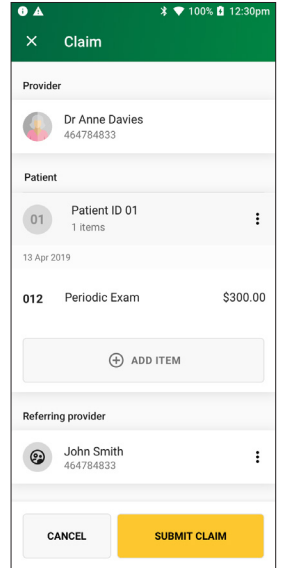 100% 12:30pm
Claim
Provider
Dr Anne Davies
464784833
Patient
01 Patient ID 01
1 items
13 Apr 2019
012 Periodic Exam $300.00
ADD ITEM
Referring provider
John Smith
464784833
CANCEL SUBMIT CLAIM